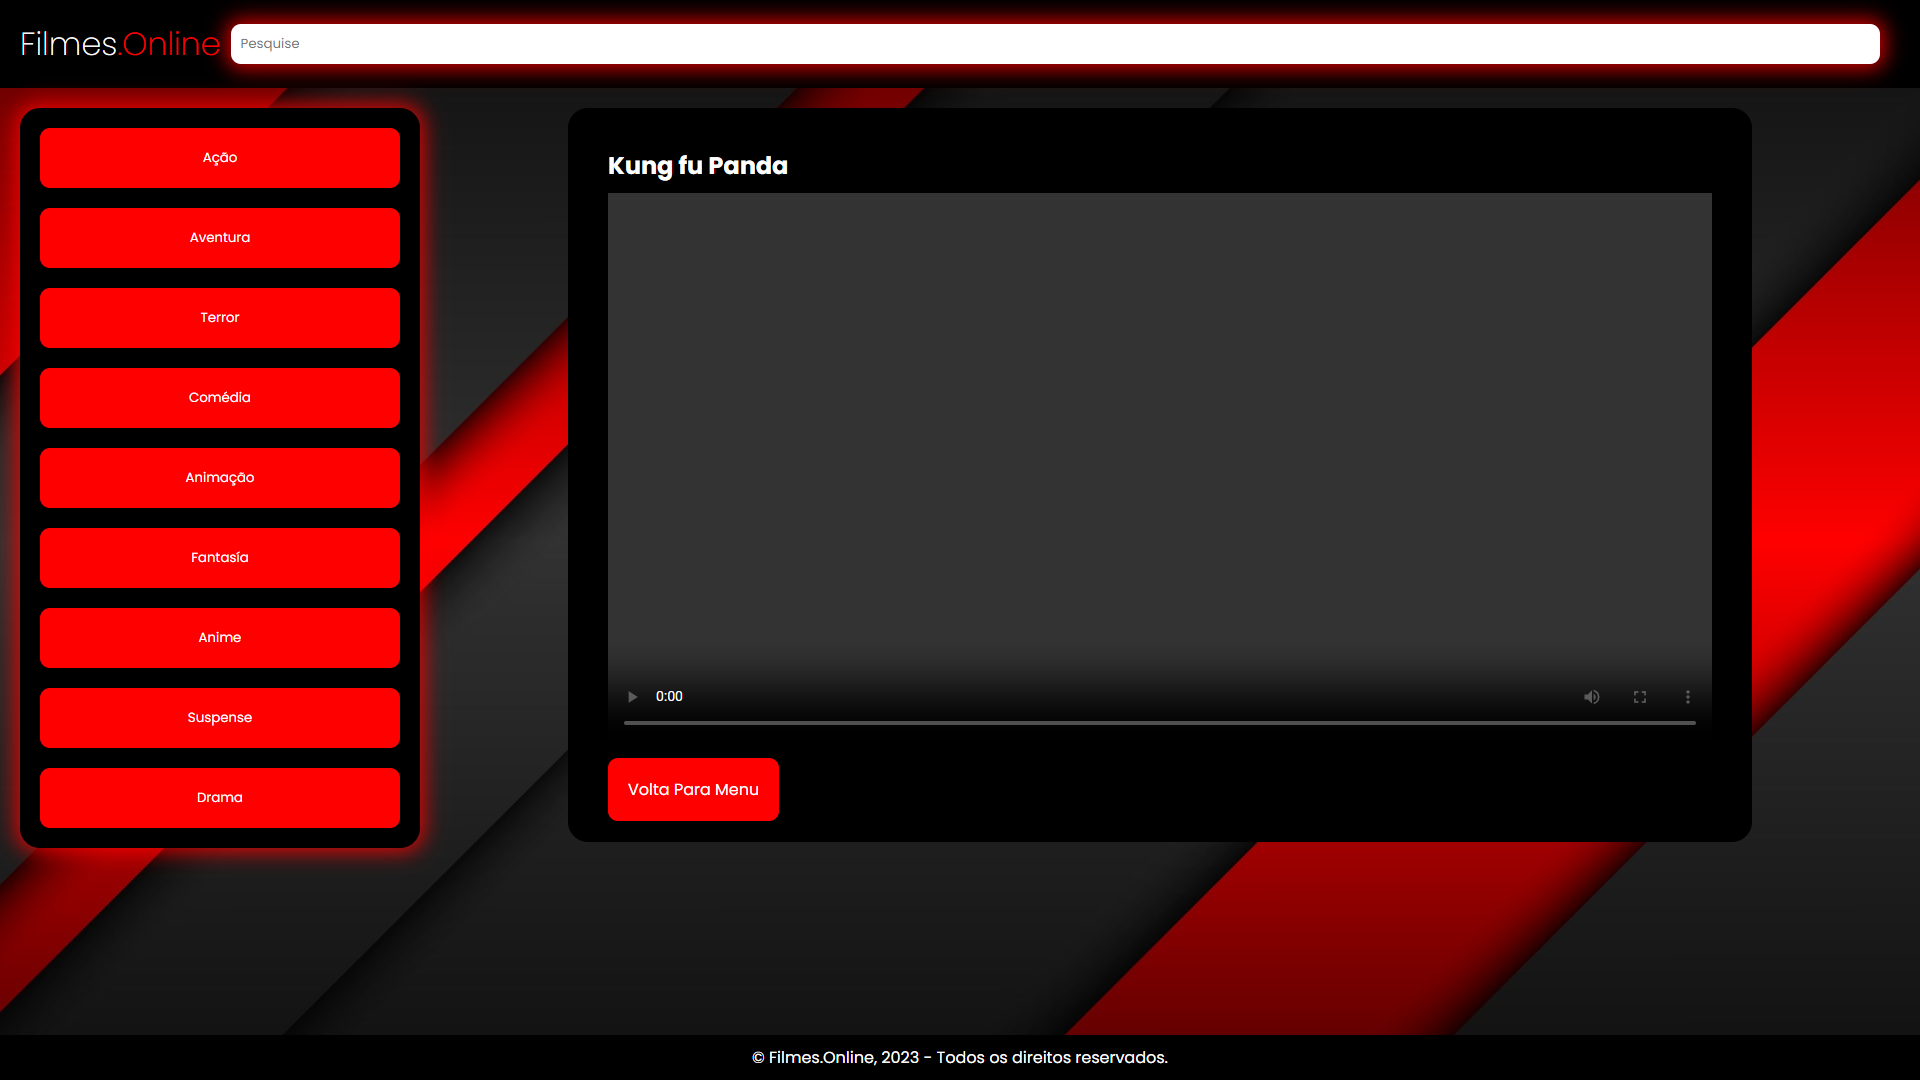 Filmes.Online
Pesquise
Ação
Aventura
Terror
Comédia
Animação
Fantasía
Anime
Suspense
Drama
Kung fu Panda
0:00
Volta Para Menu
© Filmes.Online, 2023 - Todos os direitos reservados.